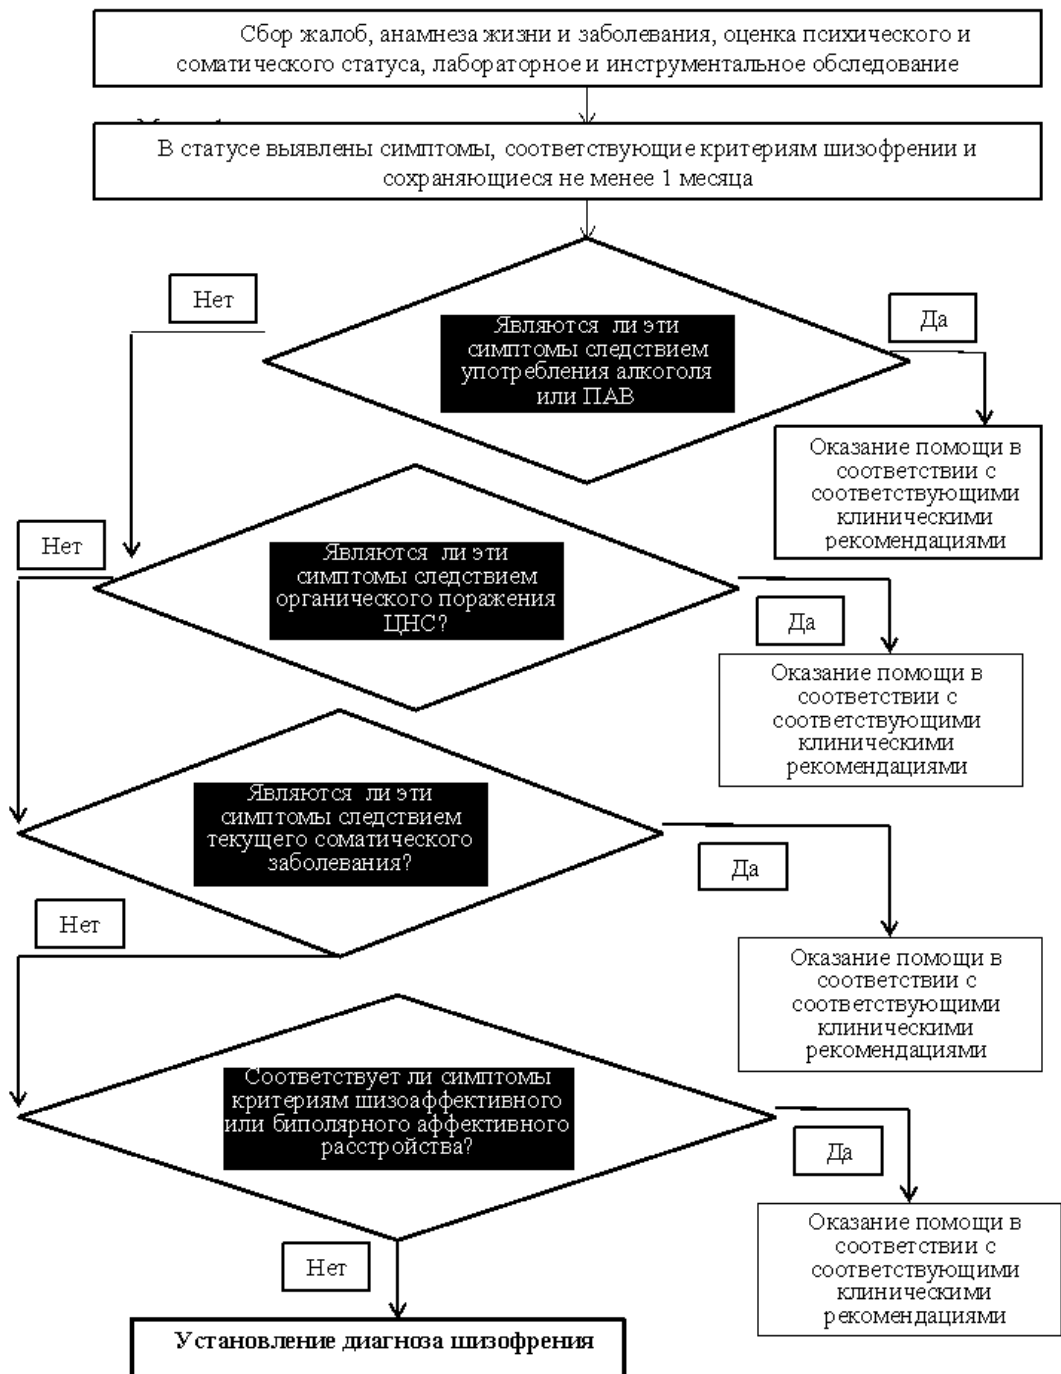 Сбор жалоб, анамнеза жизни и заболевания, оценка психического и
соматического статуса, лабораторное и инструментальное обследование
В статусе выявлены симптомы, соответствующие критериям шизофрении и
сохраняющиеся не менее 1 месяца
Нет
Да
Являются ли эти
симптомы следствием
употребления алкоголя
или ПАВ
Оказание помощи в
соответствии с
соответствующими
клиническими
рекомендациями
Нет
Являются ли эти
симптомы следствием
органического поражения
ЦНС?
Да
Оказание помощи в
соответствии с
соответствующими
клиническими
рекомендациями
Являются ли эти
симптомы следствием
текущего соматического
заболевания?
Да
Нет
Оказание помощи в
соответствии с
соответствующими
клиническими
рекомендациями
Соответствует ли симптомы
критериям шизоаффективного
или биполярного аффективного
расстройства?
Да
Оказание помощи в
соответствии с
соответствующими
клиническими
рекомендациями
Нет
Установление диагноза шизофрения